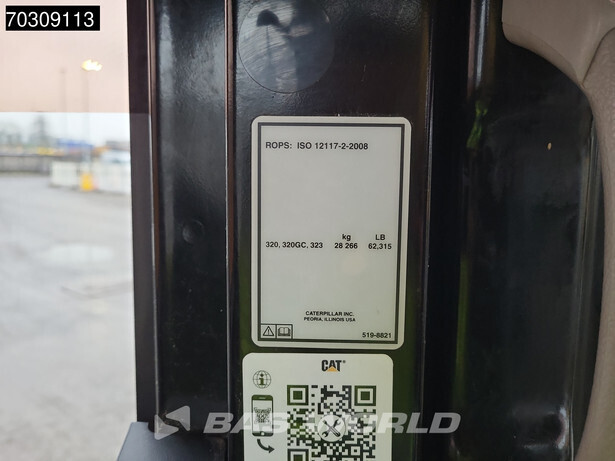 70309113
ROPS: ISO 12117-2-2008
kg LB
320, 320GC, 323 28 266 62,315
CATERPILLAR INC.
PEORIA, ILLINOIS USA
519-8821
CAT®
BAS WORLD